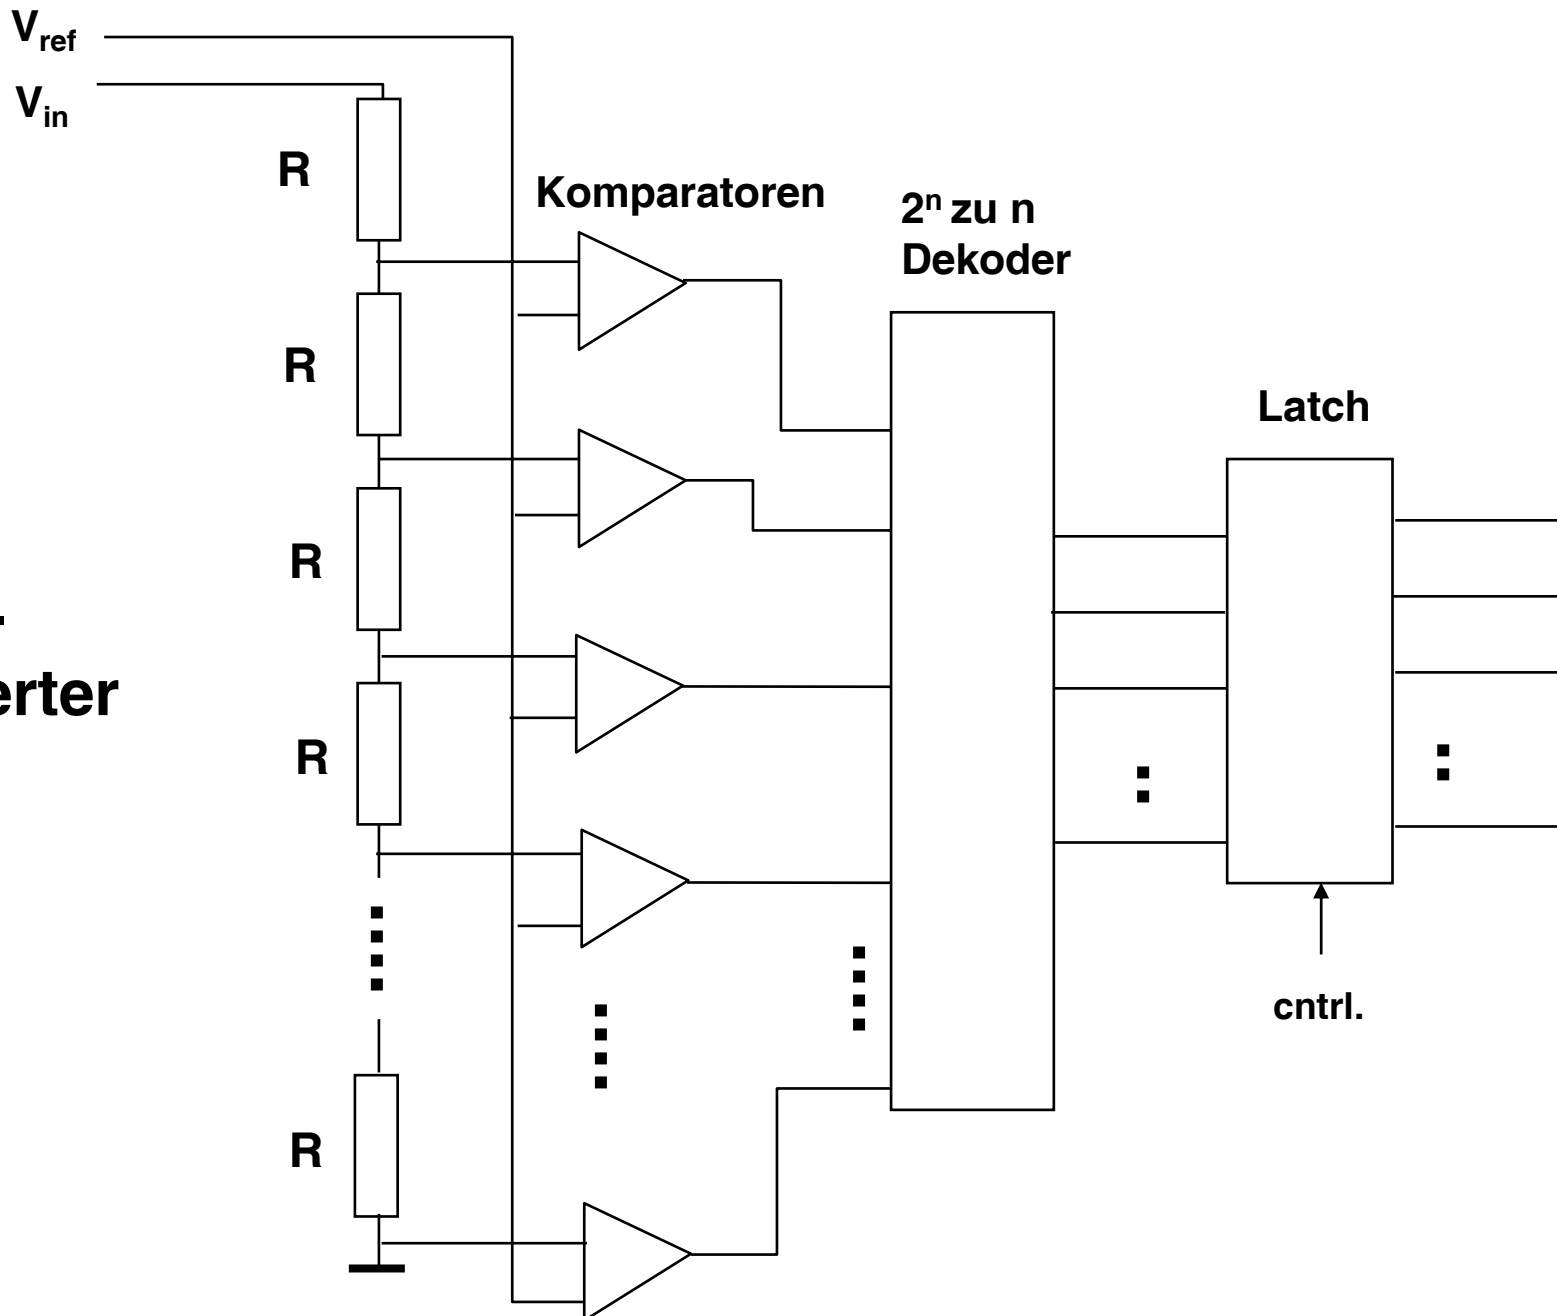 Vref
Vin
R
Komparatoren
2ⁿ zu n
Dekoder
R
Latch
R
erter
R
cntrl.
R